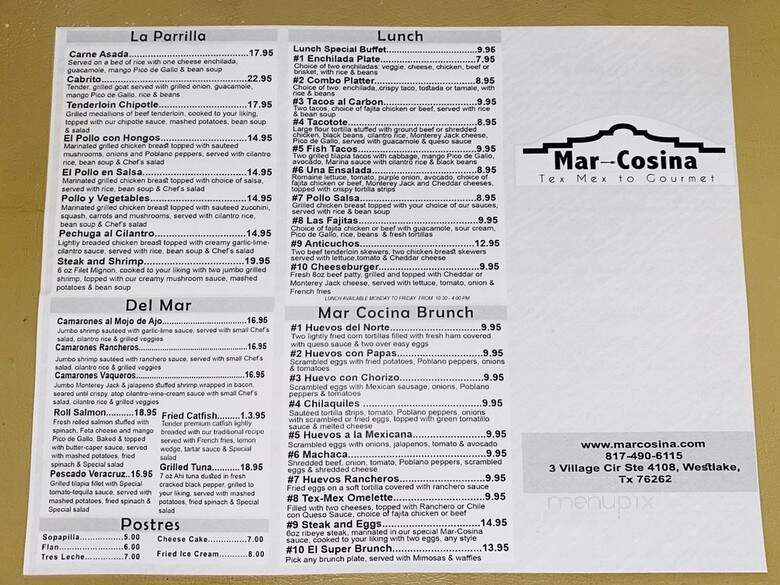 La Parrilla
Carne Asada..................................17.95
Served on a bed of rice with one cheese enchilada,
guacamole, mango Pico de Gallo & bean soup
Cabrito..........................................22.95
Tender, grilled goat served with grilled onion, guacamole,
mango Pico de Gallo, rice & beans
Tenderloin Chipotle......................17.95
Grilled medallions of beef tenderloin, cooked to your liking,
topped with our chipotle sauce, mashed potatoes, bean soup
& salad
El Pollo con Hongos.....................14.95
Marinated grilled chicken breast topped with sauteed
mushrooms, onions and Poblano peppers, served with cilantro
rice, bean soup & Chef's salad
El Pollo en Salsa..........................14.95
Marinated grilled chicken breast topped with choice of salsa,
served with rice, bean soup & Chef's salad
Pollo y Vegetables........................14.95
Marinated grilled chicken breast topped with sauteed zucchini,
squash, carrots and mushrooms, served with cilantro rice,
bean soup & Chef's salad
Pechuga al Cilantro......................14.95
Lightly breaded chicken breast topped with creamy garlic-lime-
cilantro sauce, served with rice, bean soup & Chef's Salad
Steak and Shrimp.........................19.95
6 oz Filet Mignon, cooked to your liking with two jumbo grilled
shrimp, topped with our creamy mushroom sauce, mashed
potatoes & bean soup
Del Mar
Camarones al Mojo de Ajo.....................16.95
Jumbo shrimp sautéed with garlic-lime sauce, served with small Chef's
salad, cilantro rice & grilled veggies
Camarones Rancheros...........................16.95
Jumbo shrimp sautéed with ranchero sauce, served with small Chef's
salad, cilantro rice & grilled veggies
Camarones Vaqueros............................16.95
Jumbo Monterey Jack & jalapeno stuffed shrimp,wrapped in bacon,
seared until crispy, atop cilantro-wine-cream sauce with small Chef's
salad, cilantro rice & grilled veggies
Roll Salmon......18.95
Fresh rolled salmon stuffed with
spinach, Feta cheese and mango
Pico de Gallo. Baked & topped
with butter-caper sauce, served
with mashed potatoes, fried
spinach & Special salad
Pescado Veracruz..15.95
Grilled tilapia fillet with Special
tomato-tequila sauce, served with
mashed potatoes, fried spinach &
Special salad
Fried Catfish......1.3.95
Tender premium catfish lightly
breaded with our traditional recipe
served with French fries, lemon
wedge, tartar sauce & Special
salad
Grilled Tuna.......18.95
7 oz Ahi tuna dusted in fresh
cracked black pepper, grilled to
your liking, served with mashed
potatoes, fried spinach & Special
salad
Postres
Sopapilla..............5.00
Flan......................6.00
Tres Leche...........7.00
Cheese Cake..........7.00
Fried Ice Cream......8.00
Lunch
Lunch Special Buffet..............................9.95
#1 Enchilada Plate.................................7.95
Choice of two enchiladas: veggie, cheese, chicken, beef or
brisket, with rice & beans
#2 Combo Platter...................................8.95
Choice of two: enchilada, crispy taco, tostada or tamale, with
rice & beans
#3 Tacos al Carbon................................9.95
Two tacos, choice of fajita chicken or beef, served with rice
& bean soup
#4 Tacotote............................................8.95
Large flour tortilla stuffed with ground beef or shredded
chicken, black beans, cilantro rice, Monterey Jack cheese,
Pico de Gallo, served with guacamole & queso sauce
#5 Fish Tacos........................................9.95
Two grilled tilapia tacos with cabbage, mango Pico de Gallo,
avocado, Marina sauce with cilantro rice & black beans
#6 Una Ensalada...................................8.95
Romaine lettuce, tomato, purple onion, avocado, choice of
fajita chicken or beef, Monterey Jack and Cheddar cheeses,
topped with crispy tortilla strips
#7 Pollo Salsa........................................8.95
Grilled chicken breast topped with your choice of our sauces,
served with rice & bean soup
#8 Las Fajitas........................................9.95
Choice of fajita chicken or beef with guacamole, sour cream,
Pico de Gallo, rice, beans & fresh tortillas
#9 Anticuchos......................................12.95
Two beef tenderloin skewers, two chicken breast skewers
served with lettuce,tomato & Cheddar cheese
#10 Cheeseburger.................................9.95
Fresh 8oz beef patty, grilled and topped with Cheddar or
Monterey Jack cheese, served with lettuce, tomato, onion &
French fries
LUNCH AVAILABLE MONDAY TO FRIDAY FROM 10:30 - 4:00 PM
Mar Cocina Brunch
#1 Huevos del Norte...............................9.95
Two lightly fried corn tortillas filled with fresh ham covered
with queso sauce & two over easy eggs
#2 Huevos con Papas............................9.95
Scrambled eggs with fried potatoes, Poblano peppers, onions
& tomatoes
#3 Huevo con Chorizo...........................9.95
Scrambled eggs with Mexican sausage, onions, Poblano
peppers & tomatoes
#4 Chilaquiles ......................................9.95
Sautéed tortilla strips, tomato, Poblano peppers, onions
with scrambled or fried eggs, topped with green tomatillo
sauce & melted cheese
#5 Huevos a la Mexicana.......................9.95
Scrambled eggs with onions, jalapenos, tomato & avocado
#6 Machaca............................................9.95
Shredded beef, onion, tomato, Poblano peppers, scrambled
eggs & shredded cheese
#7 Huevos Rancheros...........................9.95
Fried eggs on a soft tortilla covered with ranchero sauce
#8 Tex-Mex Omelette.............................9.95
Filled with two cheeses, topped with Ranchero or Chile
con Queso Sauce, choice of fajita chicken or beef
#9 Steak and Eggs...............................14.95
6oz ribeye steak, marinated in our special Mar-Cosina
sauce, cooked to your liking with two eggs, any style
#10 El Super Brunch............................13.95
Pick any brunch plate, served with Mimosas & waffles
Mar-Cosina
Tex Mex to Gourmet
www.marcosina.com
817-490-6115
3 Village Cir Ste 4108, Westlake,
Tx 76262
menupix